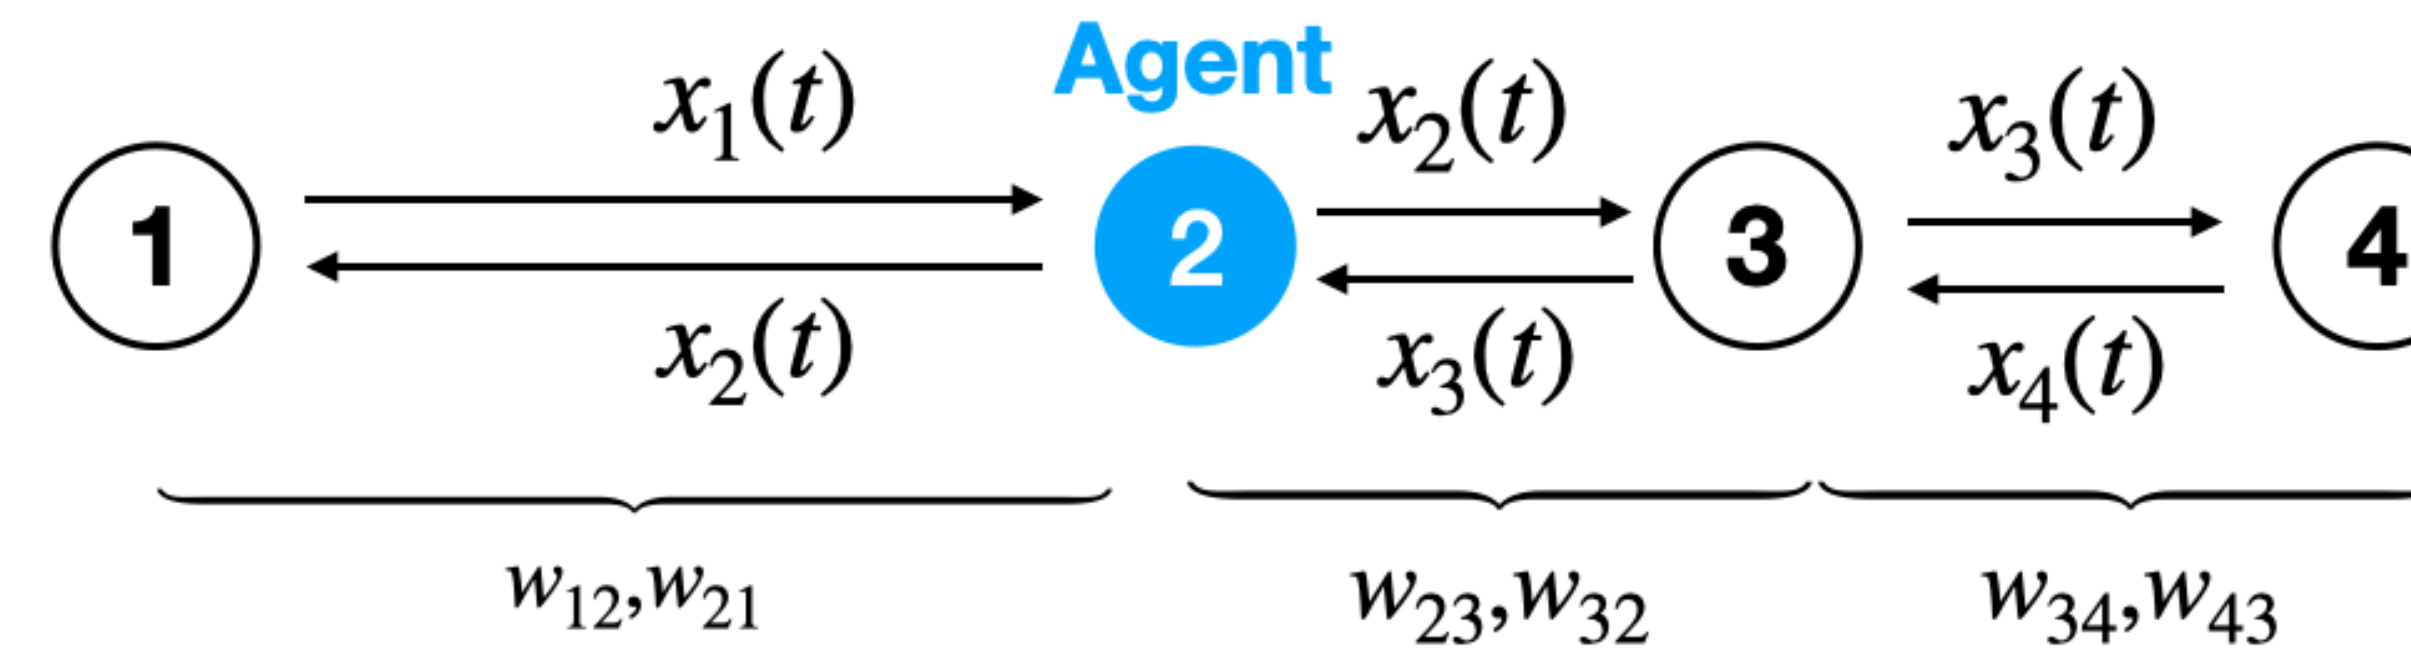 Agent
x₁(t)
x₂(t)
x₃(t)
1
2
3
4
x₂(t)
x₃(t)
x₄(t)
w₁₂,w₂₁
w₂₃,w₃₂
w₃₄,w₄₃